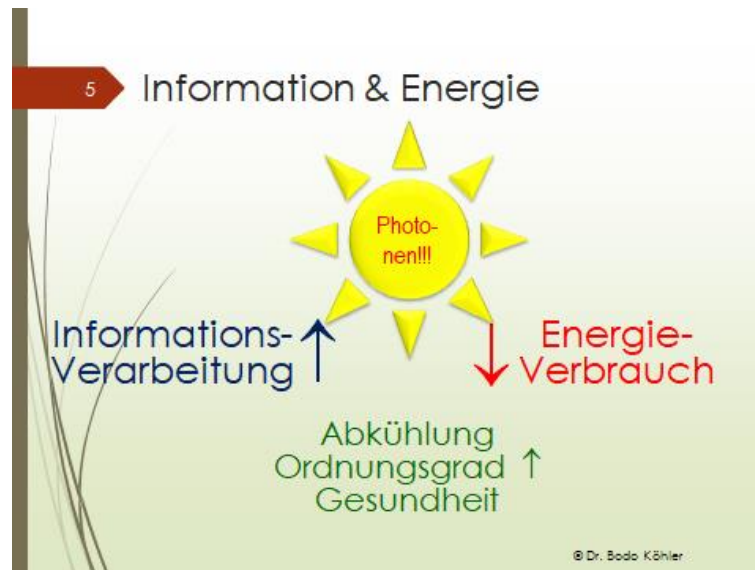 5
Information & Energie
Photo-
nen!!!
Informations-
Verarbeitung ↑
Energie-
↓ Verbrauch
Abkühlung
Ordnungsgrad ↑
Gesundheit
© Dr. Bodo Köhler